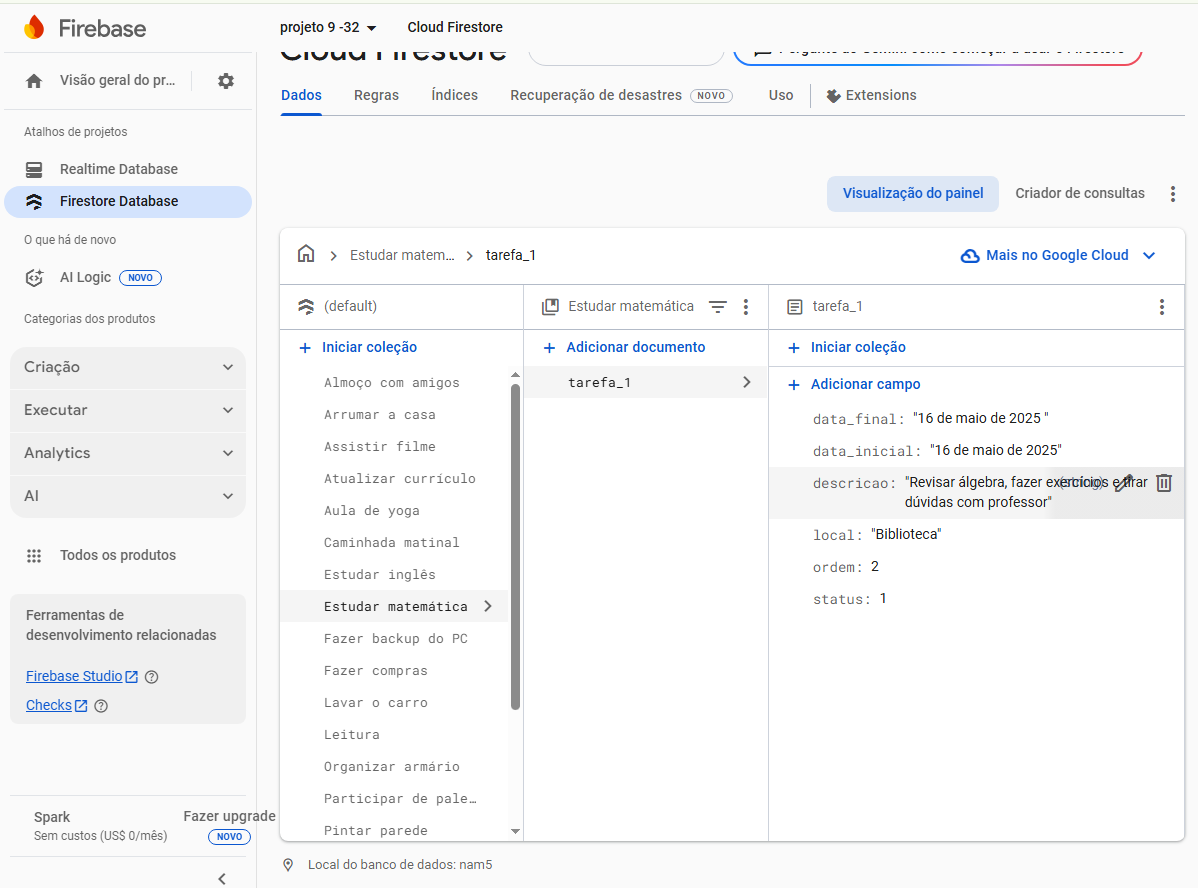 Firebase
projeto 9 -32
Cloud Firestore
Cloud Firestore
Pergunte ao Gemini como começar a usar o Firestore
Visão geral do pr...
Dados
Regras
Índices
Recuperação de desastres
NOVO
Uso
Extensions
Atalhos de projetos
Realtime Database
Firestore Database
O que há de novo
AI Logic
NOVO
Categorias dos produtos
Criação
Executar
Analytics
AI
Todos os produtos
Ferramentas de
desenvolvimento relacionadas
Firebase Studio
Checks
Spark
Sem custos (US$ 0/mês)
Fazer upgrade
NOVO
Visualização do painel
Criador de consultas
Estudar matem...
tarefa_1
Mais no Google Cloud
(default)
Iniciar coleção
Almoço com amigos
Arrumar a casa
Assistir filme
Atualizar currículo
Aula de yoga
Caminhada matinal
Estudar inglês
Estudar matemática
Fazer backup do PC
Fazer compras
Lavar o carro
Leitura
Organizar armário
Participar de pale…
Pintar parede
Estudar matemática
Adicionar documento
tarefa_1
tarefa_1
Iniciar coleção
Adicionar campo
data_final: "16 de maio de 2025 "
data_inicial: "16 de maio de 2025"
descricao: "Revisar álgebra, fazer exercícios e tirar
(string)
dúvidas com professor"
local: "Biblioteca"
ordem: 2
status: 1
Local do banco de dados: nam5